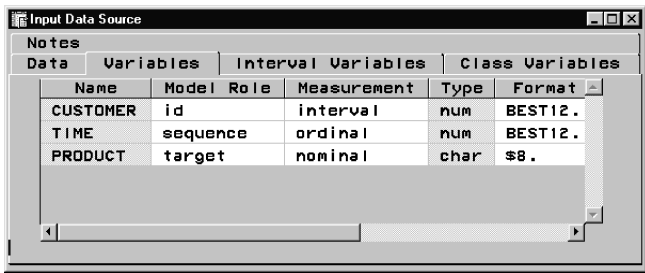 Input Data Source
Notes
Data Variables Interval Variables Class Variables
Name Model Role Measurement Type Format
CUSTOMER id interval num BEST12.
TIME sequence ordinal num BEST12.
PRODUCT target nominal char $8.